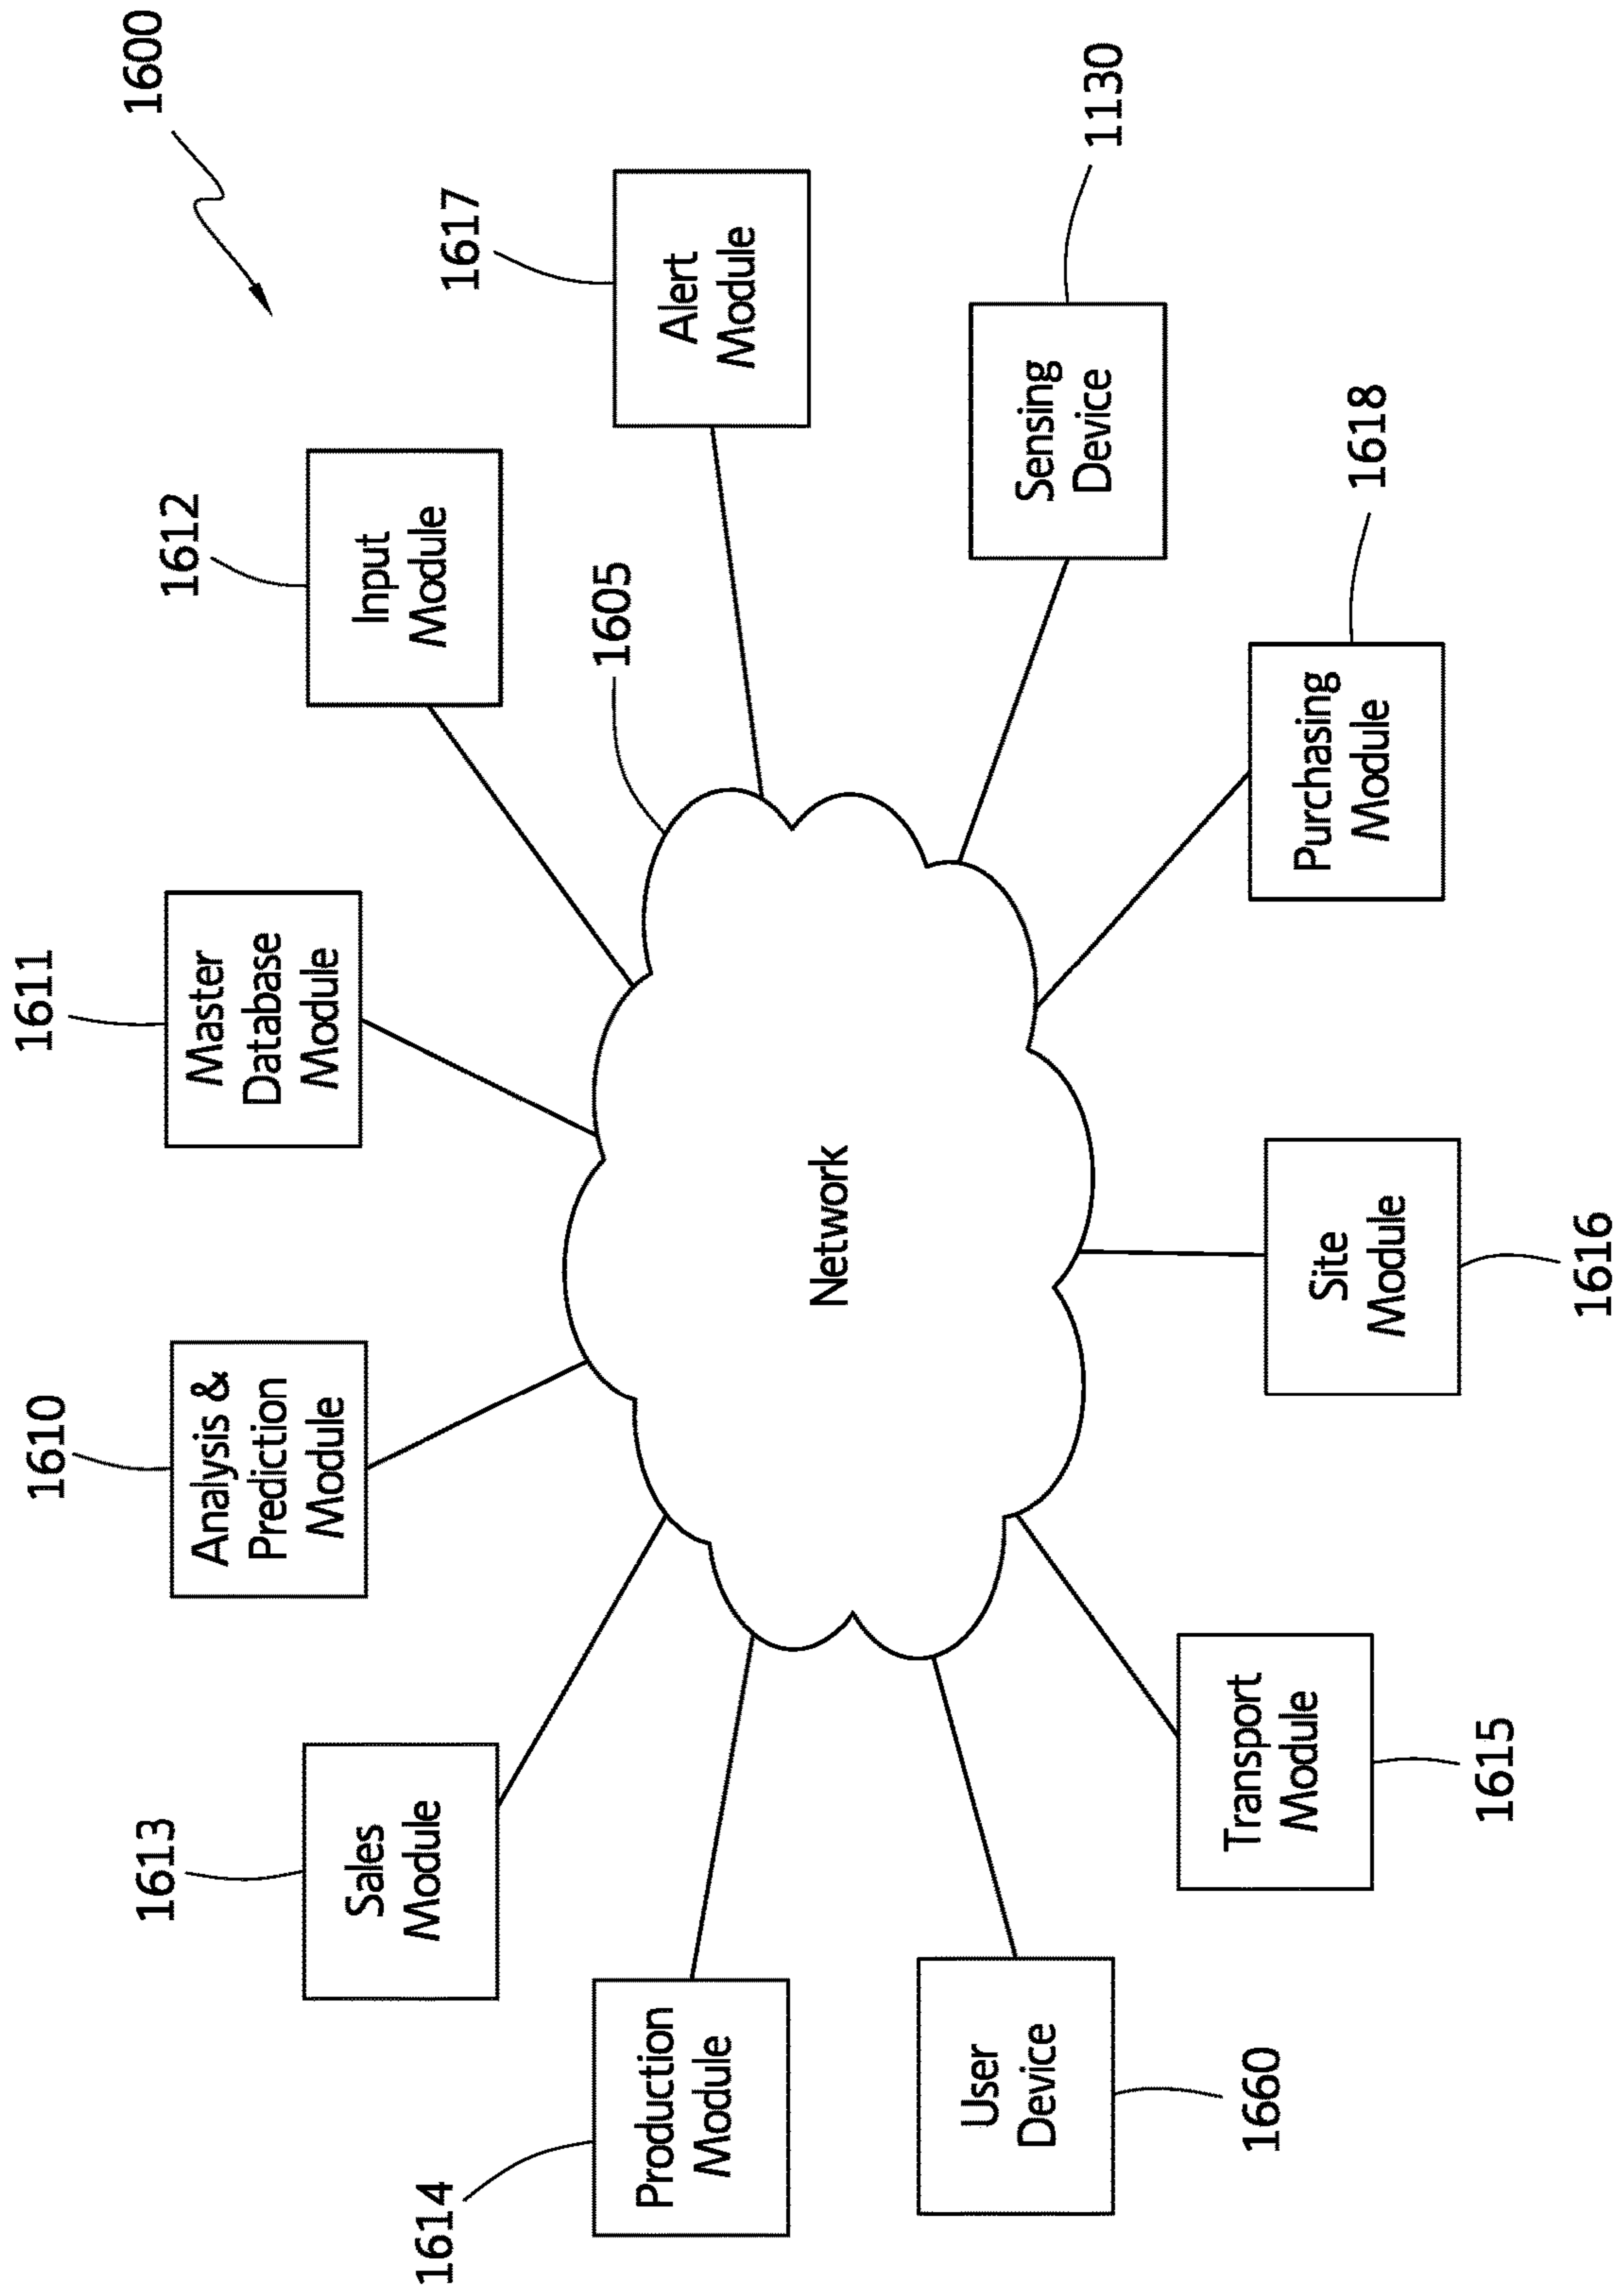 1600
1610
1611
Analysis &
Prediction
Module
Master
Database
Module
1613
1612
Sales
Module
Input
Module
1614
1617
Production
Module
1605
Alert
Module
Network
User
Device
Sensing
Device
1130
1660
Transport
Module
1615
Site
Module
1616
Purchasing
Module
1618